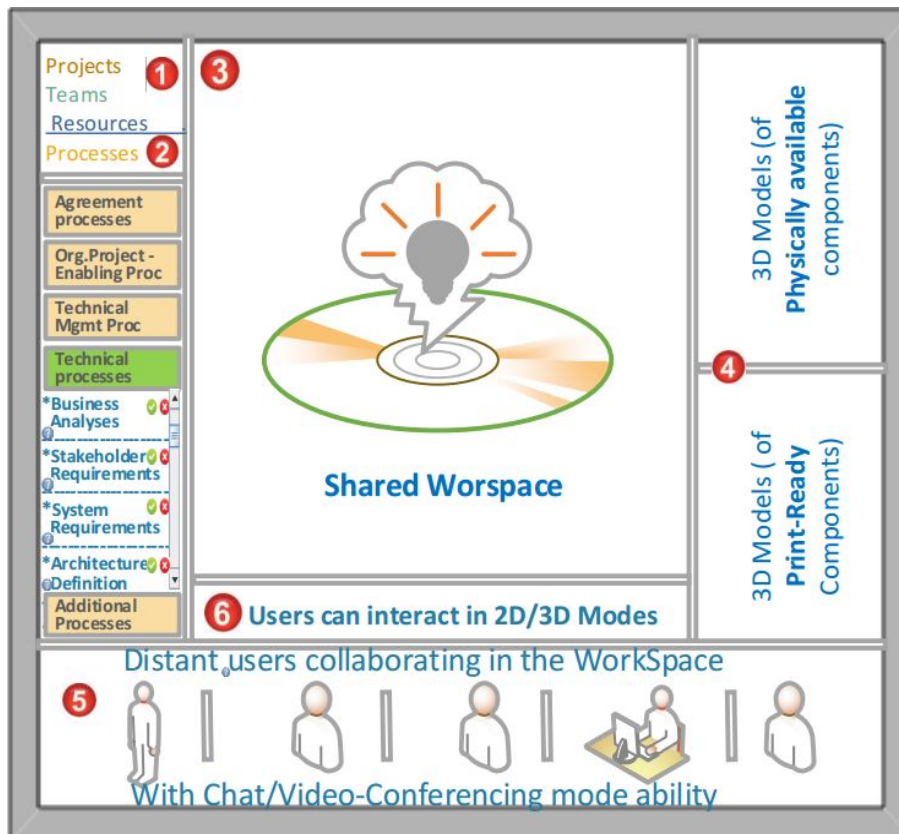 Projects
1
Teams
Resources
Processes
2
Agreement
processes
Org.Project -
Enabling Proc
Technical
Mgmt Proc
Technical
processes
*Business
Analyses
*Stakeholder
Requirements
*System
Requirements
*Architecture
Definition
Additional
Processes
3
Shared Worspace
6
Users can interact in 2D/3D Modes
3D Models (of
Physically available
components)
4
3D Models ( of
Print-Ready
Components)
Distant users collaborating in the WorkSpace
5
With Chat/Video-Conferencing mode ability